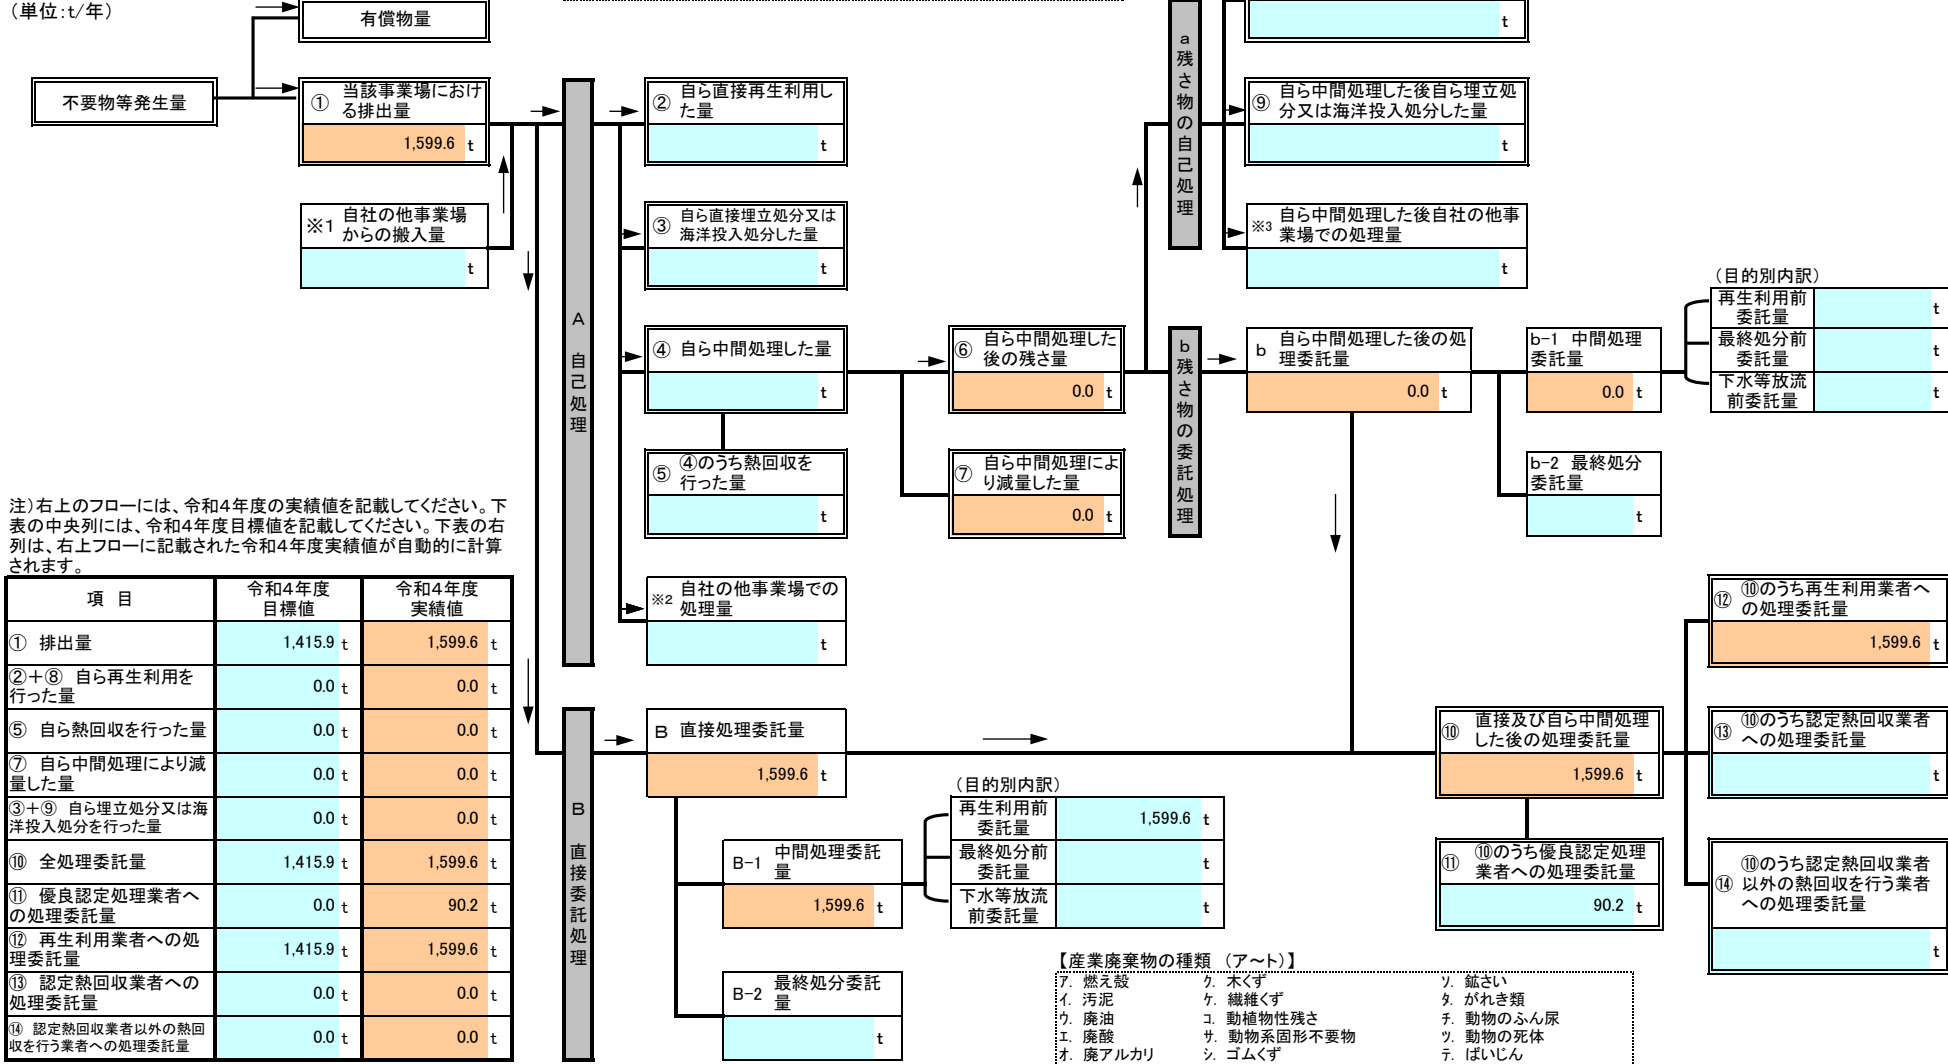 (単位:t/年)
有償物量
t
不要物等発生量
① 当該事業場におけ
る排出量
1,599.6 t
※1 自社の他事業場
からの搬入量
t
A 自己処理
② 自ら直接再生利用し
た量
t
③ 自ら直接埋立処分又は
海洋投入処分した量
t
④ 自ら中間処理した量
t
⑤ ④のうち熱回収を
行った量
t
※2 自社の他事業場での
処理量
t
⑥ 自ら中間処理した
後の残さ量
0.0 t
⑦ 自ら中間処理によ
り減量した量
0.0 t
a 残さ物の自己処理
⑨ 自ら中間処理した後自ら埋立処
分又は海洋投入処分した量
t
※3 自ら中間処理した後自社の他事
業場での処理量
t
b 残さ物の委託処理
b 自ら中間処理した後の処
理委託量
0.0 t
b-1 中間処理
委託量
0.0 t
b-2 最終処分
委託量
t
(目的別内訳)
再生利用前
委託量
t
最終処分前
委託量
t
下水等放流
前委託量
t
注)右上のフローには、令和4年度の実績値を記載してください。下
表の中央列には、令和4年度目標値を記載してください。下表の右
列は、右上フローに記載された令和4年度実績値が自動的に計算
されます。
項 目 令和4年度
目標値 令和4年度
実績値
① 排出量 1,415.9 t 1,599.6 t
②+⑧ 自ら再生利用を
行った量 0.0 t 0.0 t
⑤ 自ら熱回収を行った量 0.0 t 0.0 t
⑦ 自ら中間処理により減
量した量 0.0 t 0.0 t
③+⑨ 自ら埋立処分又は海
洋投入処分を行った量 0.0 t 0.0 t
⑩ 全処理委託量 1,415.9 t 1,599.6 t
⑪ 優良認定処理業者へ
の処理委託量 0.0 t 90.2 t
⑫ 再生利用業者への処
理委託量 1,415.9 t 1,599.6 t
⑬ 認定熱回収業者への
処理委託量 0.0 t 0.0 t
⑭ 認定熱回収業者以外の熱回
収を行う業者への処理委託量 0.0 t 0.0 t
B 直接委託処理
B 直接処理委託量
1,599.6 t
B-1 中間処理委託
量
1,599.6 t
B-2 最終処分委託
量
t
(目的別内訳)
再生利用前
委託量
1,599.6 t
最終処分前
委託量
t
下水等放流
前委託量
t
⑩ 直接及び自ら中間処理
した後の処理委託量
1,599.6 t
⑪ ⑩のうち優良認定処理
業者への処理委託量
90.2 t
⑫ ⑩のうち再生利用業者へ
の処理委託量
1,599.6 t
⑬ ⑩のうち認定熱回収業者
への処理委託量
t
⑭ ⑩のうち認定熱回収業者
以外の熱回収を行う業者
への処理委託量
t
【産業廃棄物の種類 (ア~ト)】
ア. 燃え殻 ク. 木くず ソ. 鉱さい
イ. 汚泥 ケ. 繊維くず タ. がれき類
ウ. 廃油 コ. 動植物性残さ チ. 動物のふん尿
エ. 廃酸 サ. 動物系固形不要物 ツ. 動物の死体
オ. 廃アルカリ シ. ゴムくず テ. ばいじん